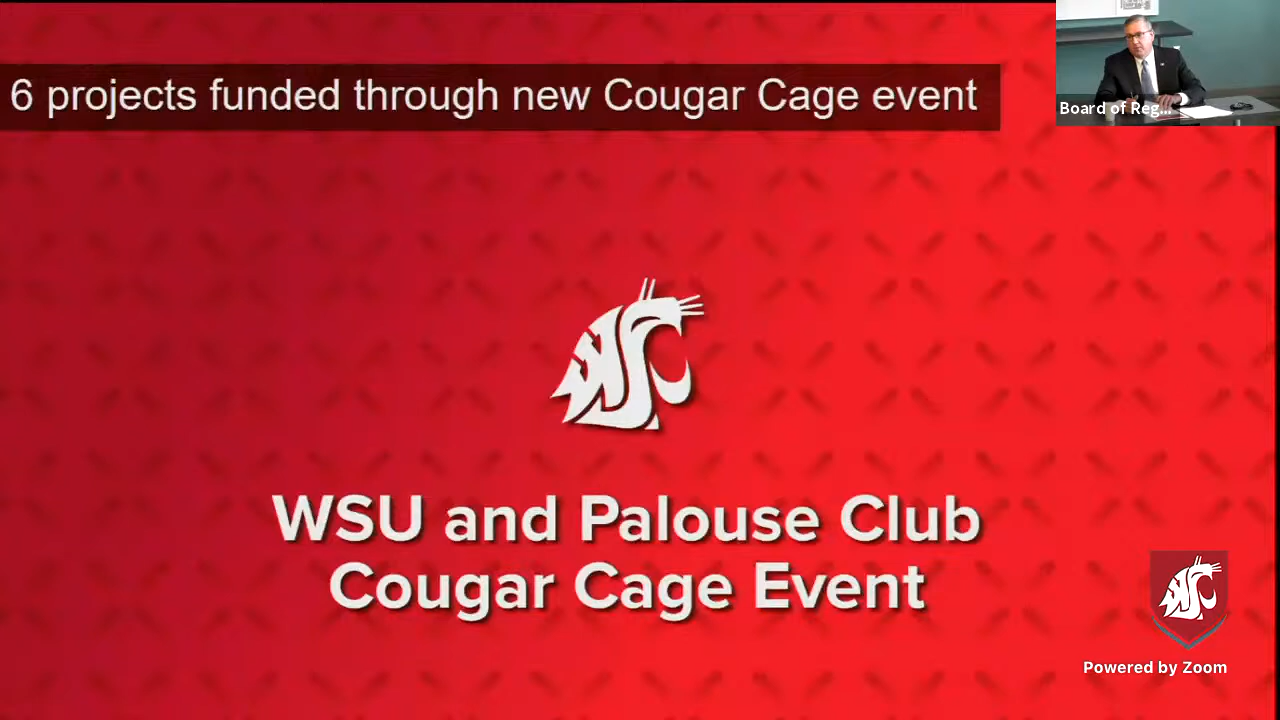 6 projects funded through new Cougar Cage event
Board of Reg...
WSU and Palouse Club
Cougar Cage Event
Powered by Zoom